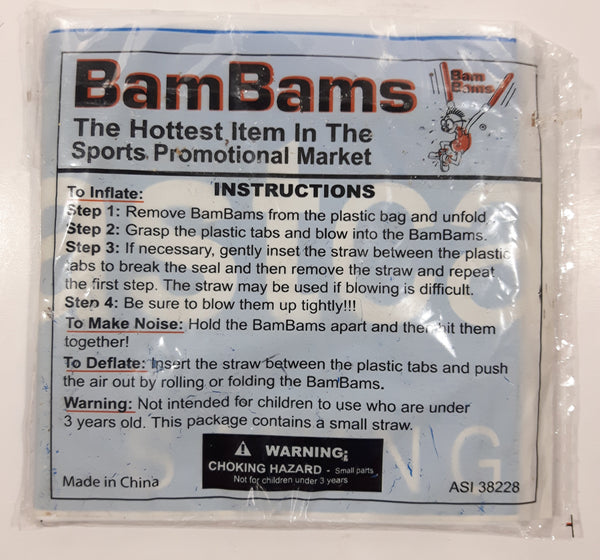 BamBams
Bam
Bams
®
The Hottest Item In The
Sports Promotional Market
INSTRUCTIONS
To Inflate:
Step 1: Remove BamBams from the plastic bag and unfold
Step 2: Grasp the plastic tabs and blow into the BamBams.
Step 3: If necessary, gently inset the straw between the plastic
tabs to break the seal and then remove the straw and repeat
the first step. The straw may be used if blowing is difficult.
Step 4: Be sure to blow them up tightly!!!
To Make Noise: Hold the BamBams apart and then hit them
together!
To Deflate: Insert the straw between the plastic tabs and push
the air out by rolling or folding the BamBams.
Warning: Not intended for children to use who are under
3 years old. This package contains a small straw.
WARNING:
CHOKING HAZARD - Small parts
Not for children under 3 years
Made in China
ASI 38228